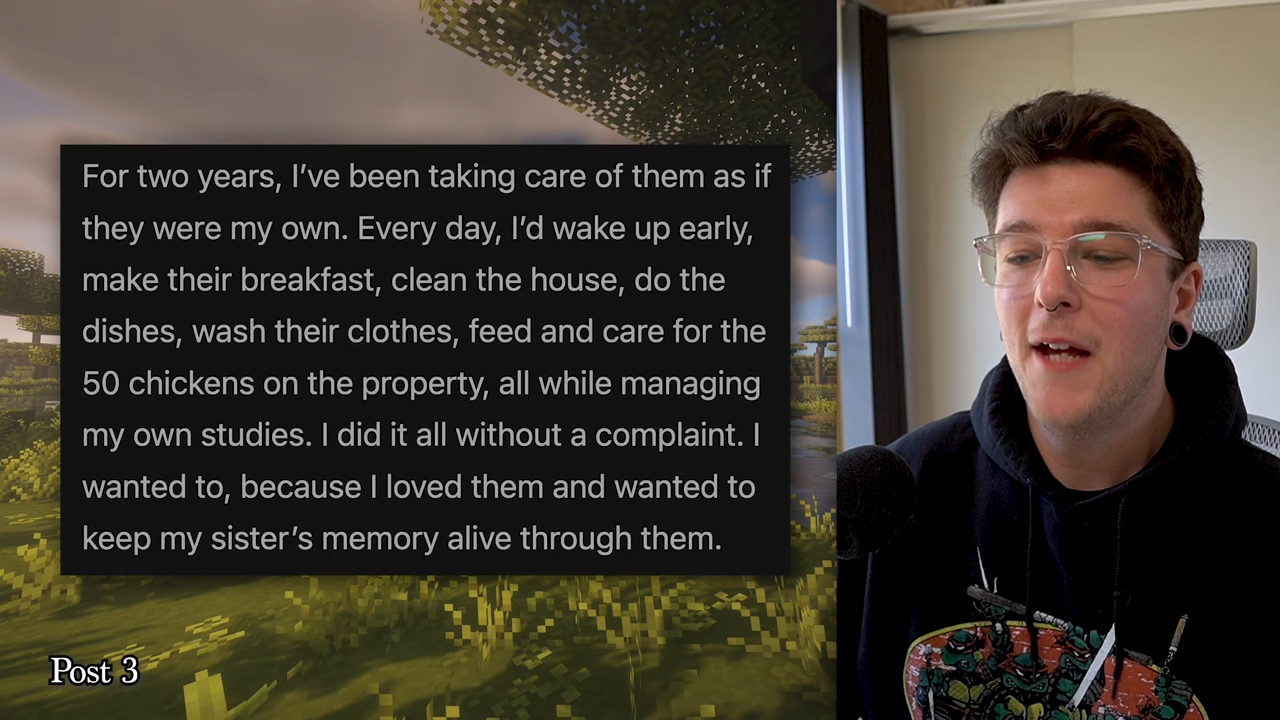 For two years, I’ve been taking care of them as if
they were my own. Every day, I’d wake up early,
make their breakfast, clean the house, do the
dishes, wash their clothes, feed and care for the
50 chickens on the property, all while managing
my own studies. I did it all without a complaint. I
wanted to, because I loved them and wanted to
keep my sister’s memory alive through them.
Post 3